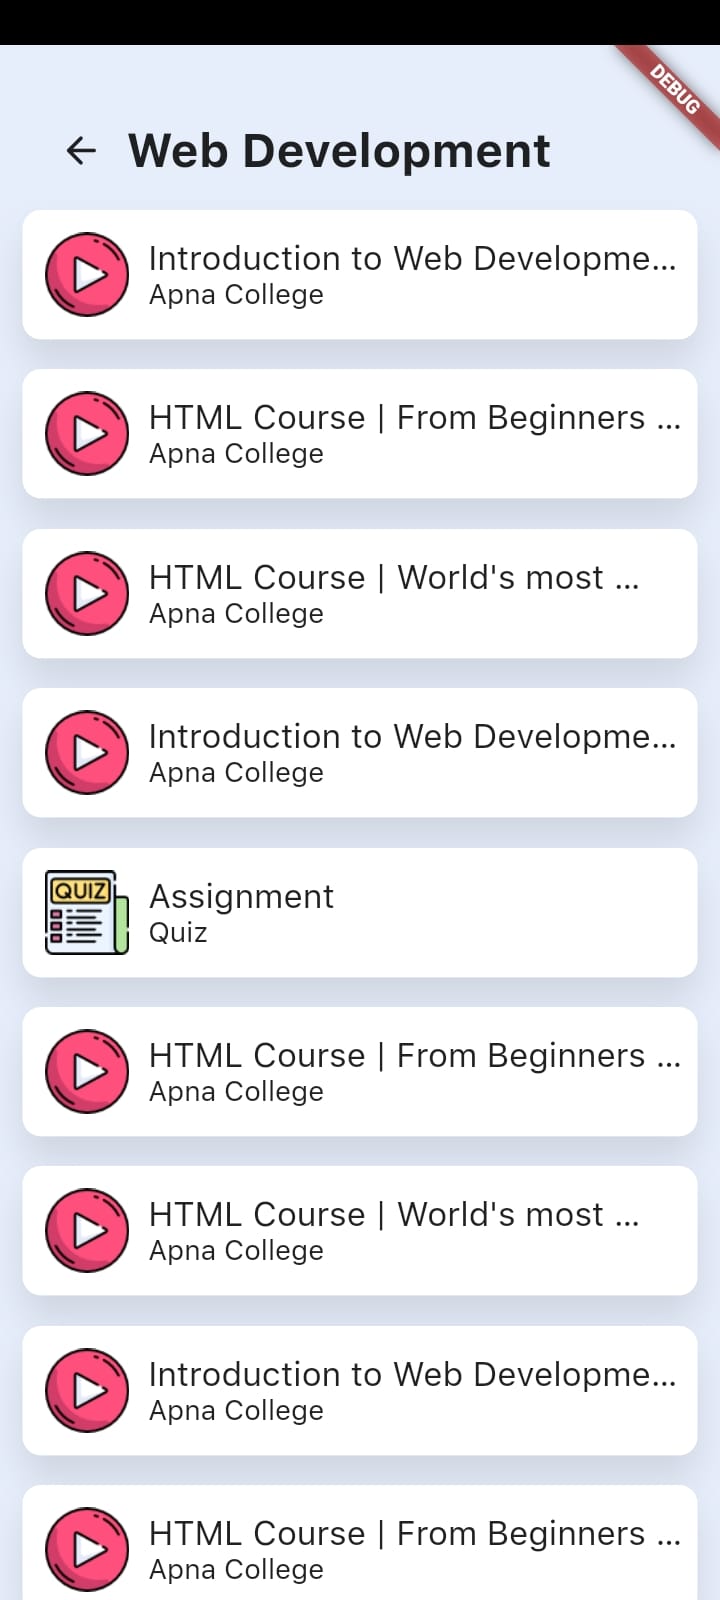 DEBUG
Web Development
Introduction to Web Developme...
Apna College
HTML Course | From Beginners ...
Apna College
HTML Course | World's most ...
Apna College
Introduction to Web Developme...
Apna College
QUIZ
Assignment
Quiz
HTML Course | From Beginners ...
Apna College
HTML Course | World's most ...
Apna College
Introduction to Web Developme...
Apna College
HTML Course | From Beginners ...
Apna College